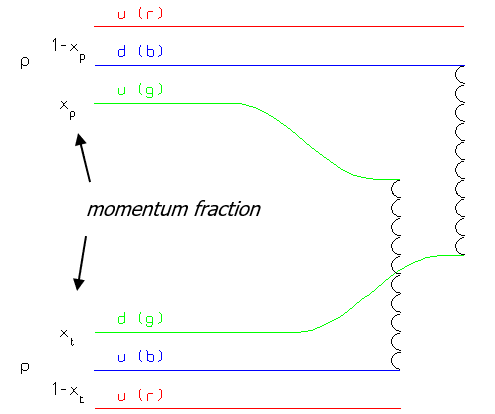 u (r)
1-x_p
d (b)
p
u (g)
x_p
momentum fraction
d (g)
x_t
u (b)
p
1-x_t
u (r)